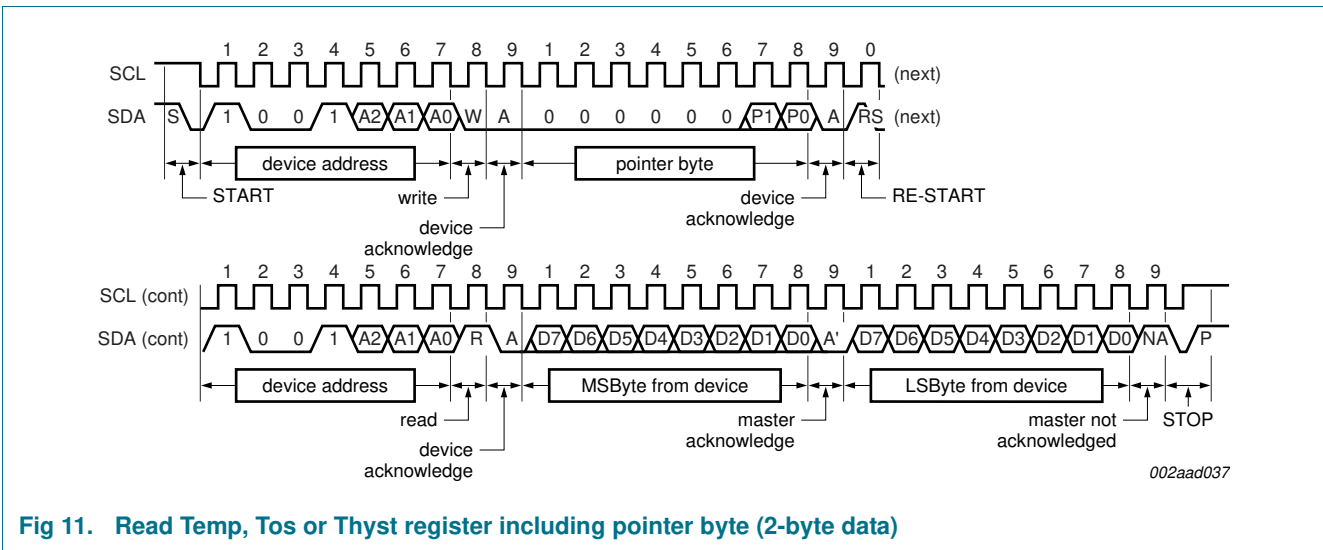 1 2 3 4 5 6 7 8 9 1 2 3 4 5 6 7 8 9 0
SCL (next)
SDA S 1 0 0 1 A2 A1 A0 W A 0 0 0 0 0 0 P1 P0 A RS (next)
device address pointer byte
START write device RE-START
device acknowledge
acknowledge
1 2 3 4 5 6 7 8 9 1 2 3 4 5 6 7 8 9 1 2 3 4 5 6 7 8 9
SCL (cont)
SDA (cont) 1 0 0 1 A2 A1 A0 R A D7 D6 D5 D4 D3 D2 D1 D0 A' D7 D6 D5 D4 D3 D2 D1 D0 NA P
device address MSByte from device LSByte from device
read master master not STOP
device acknowledge acknowledged
acknowledge
002aad037
Fig 11. Read Temp, Tos or Thyst register including pointer byte (2-byte data)